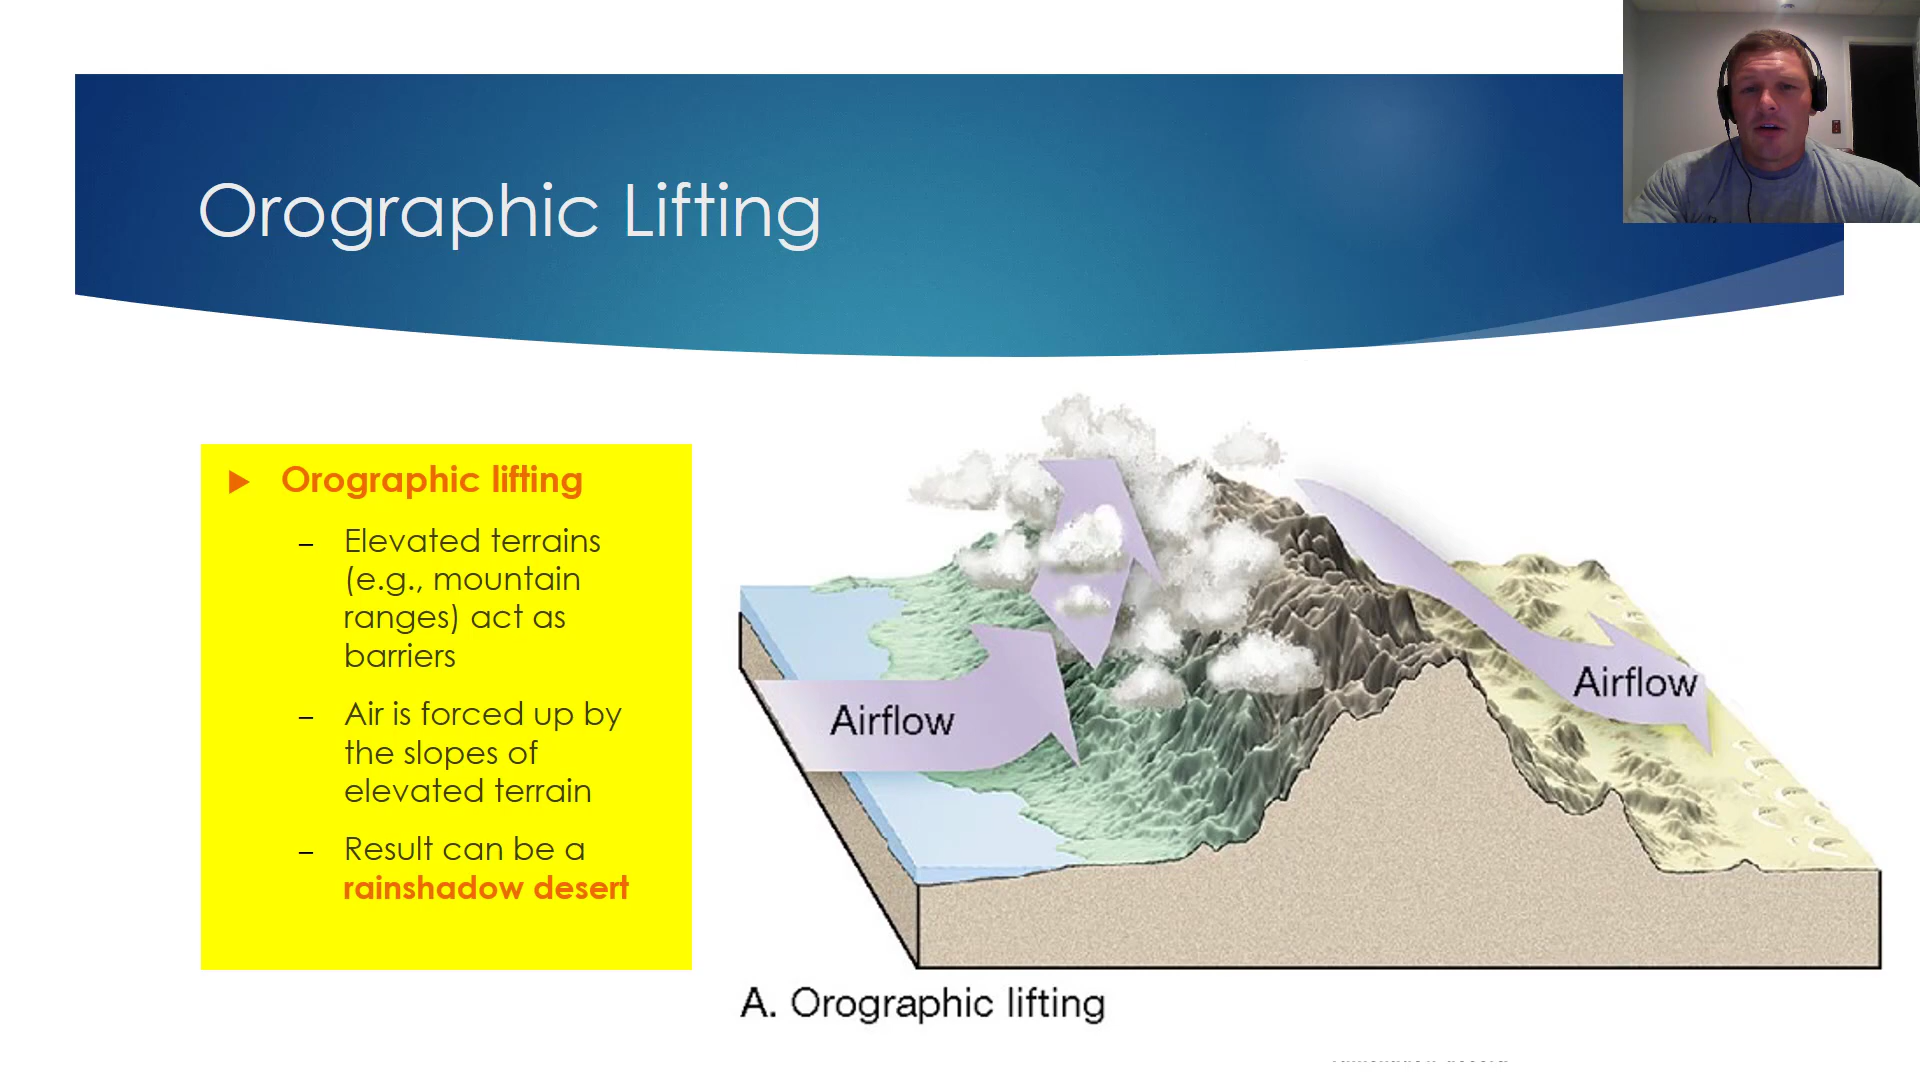 Orographic Lifting
Orographic lifting
– Elevated terrains
(e.g., mountain
ranges) act as
barriers
– Air is forced up by
the slopes of
elevated terrain
– Result can be a
rainshadow desert
Airflow
Airflow
A. Orographic lifting